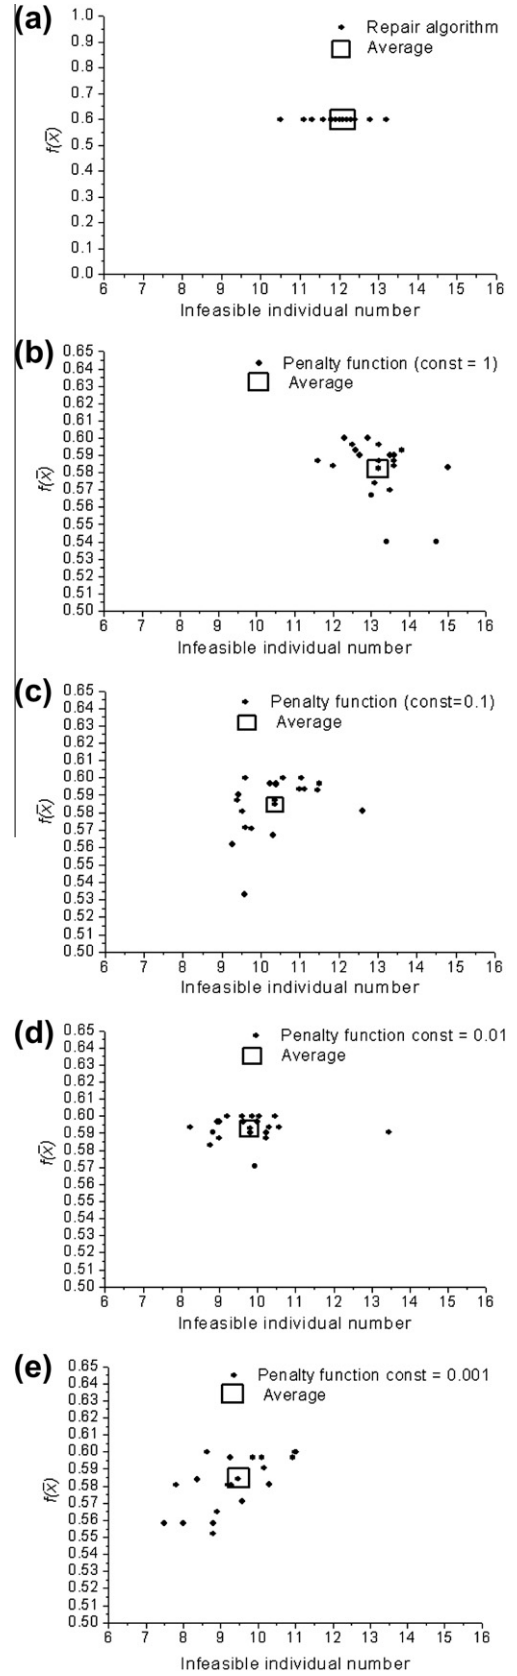 (a)
Repair algorithm
Average
1.0
0.9
0.8
0.7
0.6
0.5
0.4
0.3
0.2
0.1
0.0
f(x̄)
6 7 8 9 10 11 12 13 14 15 16
Infeasible individual number
(b)
Penalty function (const = 1)
Average
0.65
0.64
0.63
0.62
0.61
0.60
0.59
0.58
0.57
0.56
0.55
0.54
0.53
0.52
0.51
0.50
f(x̄)
6 7 8 9 10 11 12 13 14 15 16
Infeasible individual number
(c)
Penalty function (const=0.1)
Average
0.65
0.64
0.63
0.62
0.61
0.60
0.59
0.58
0.57
0.56
0.55
0.54
0.53
0.52
0.51
0.50
f(x̄)
6 7 8 9 10 11 12 13 14 15 16
Infeasible individual number
(d)
Penalty function const = 0.01
Average
0.65
0.64
0.63
0.62
0.61
0.60
0.59
0.58
0.57
0.56
0.55
0.54
0.53
0.52
0.51
0.50
f(x̄)
6 7 8 9 10 11 12 13 14 15 16
Infeasible individual number
(e)
Penalty function const = 0.001
Average
0.65
0.64
0.63
0.62
0.61
0.60
0.59
0.58
0.57
0.56
0.55
0.54
0.53
0.52
0.51
0.50
f(x̄)
6 7 8 9 10 11 12 13 14 15 16
Infeasible individual number